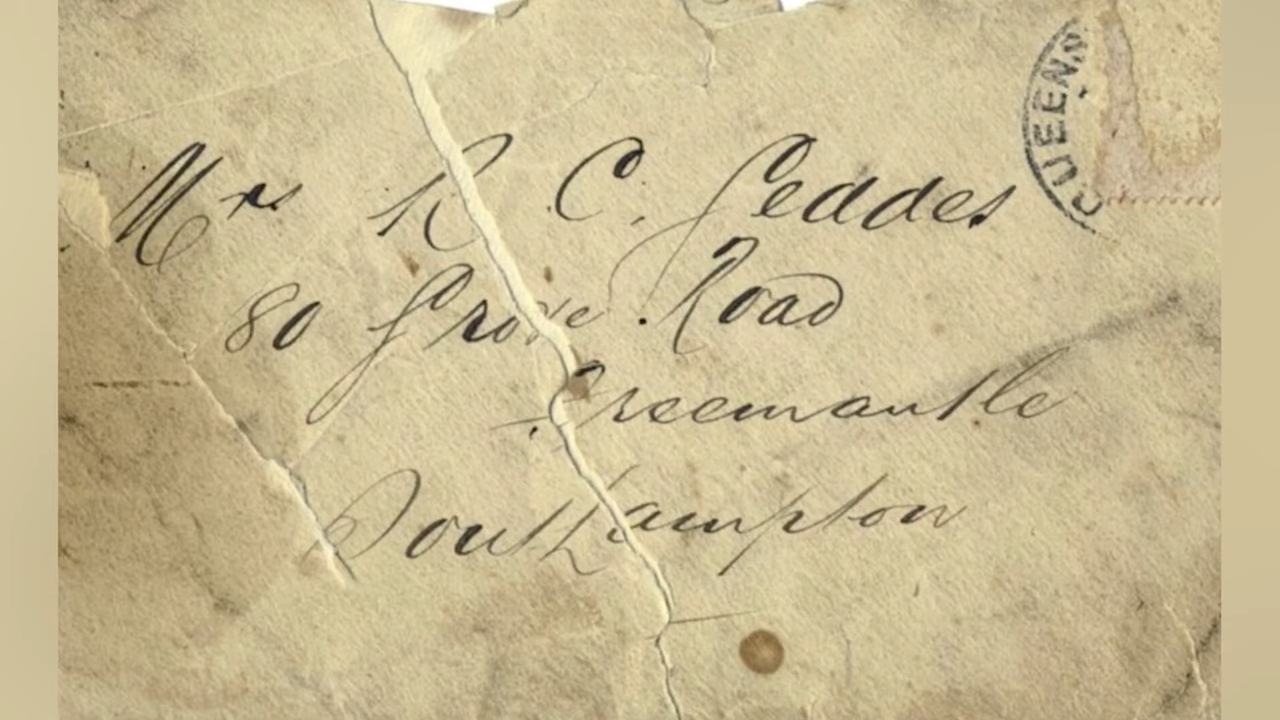 QUEENS
Mrs R C. Geddes
80 Grove Road
Freemantle
Southampton